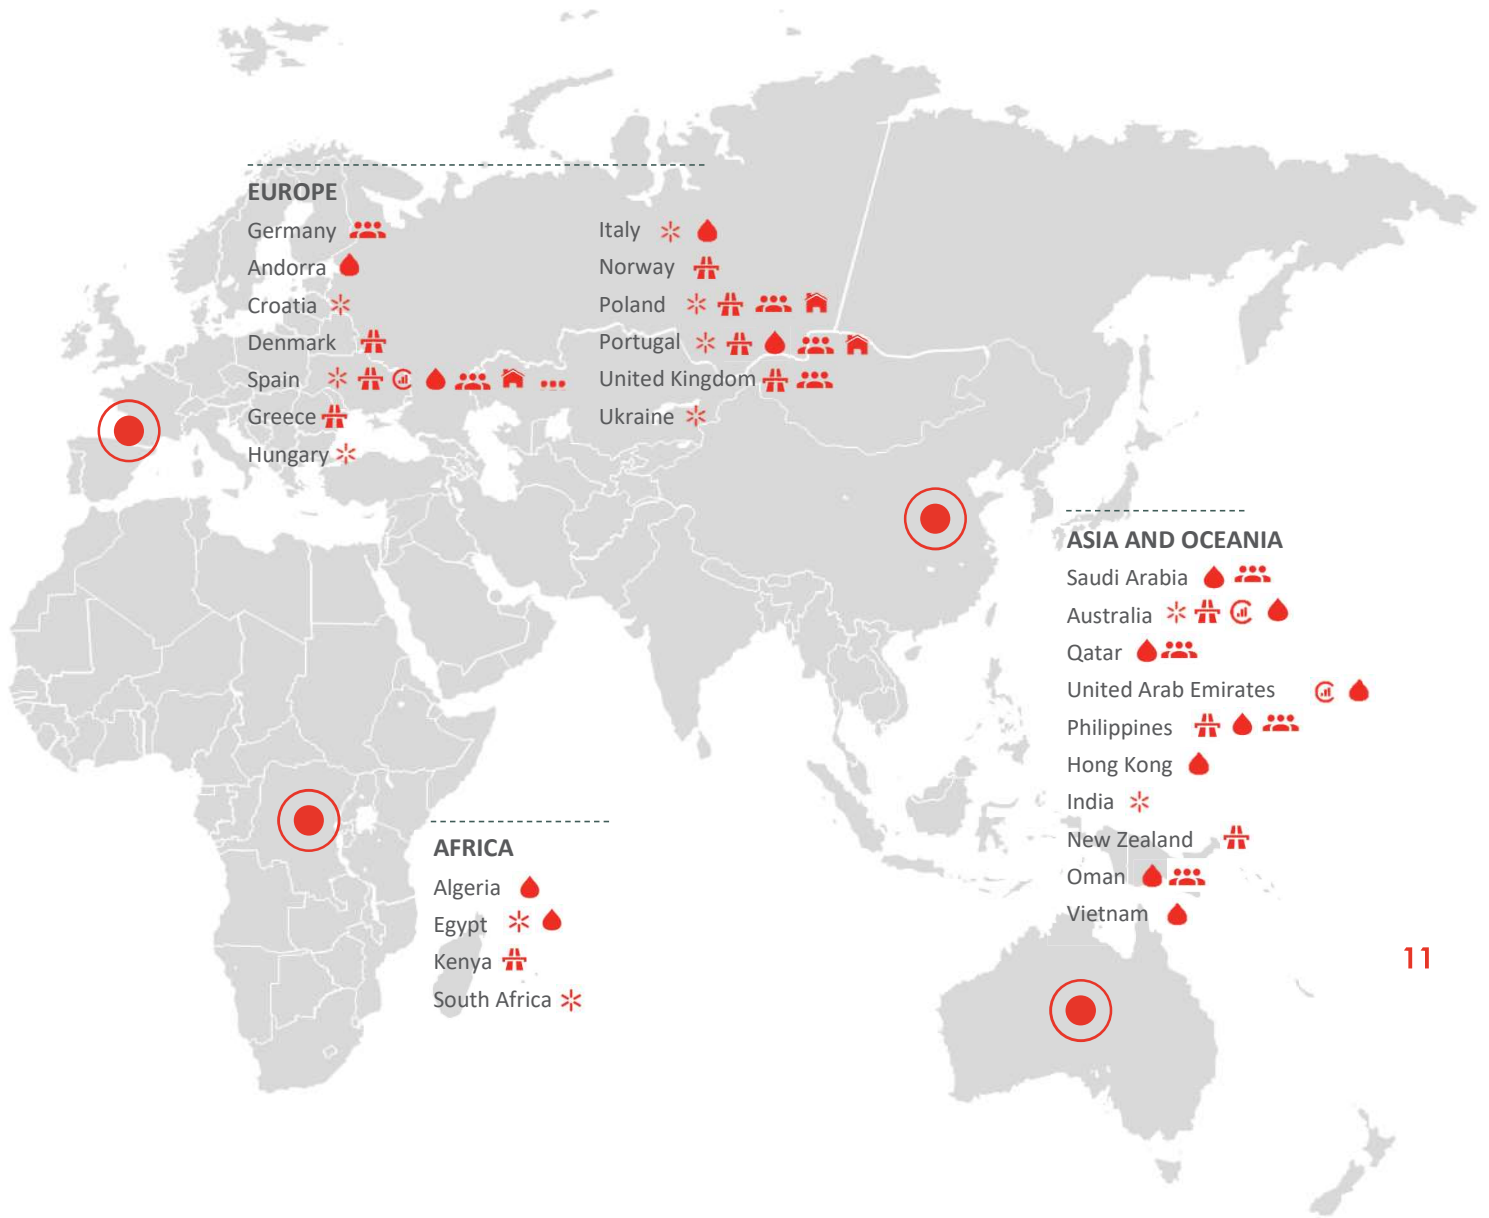 EUROPE
Germany
Andorra
Croatia
Denmark
Spain
Greece
Hungary
Italy
Norway
Poland
Portugal
United Kingdom
Ukraine
ASIA AND OCEANIA
Saudi Arabia
Australia
Qatar
United Arab Emirates
Philippines
Hong Kong
India
New Zealand
Oman
Vietnam
AFRICA
Algeria
Egypt
Kenya
South Africa
11